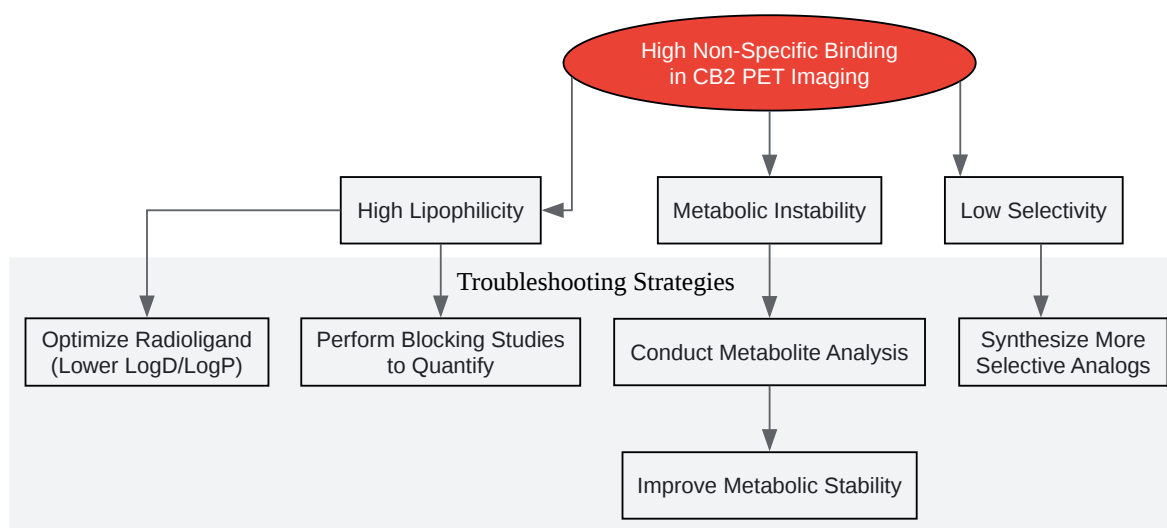 High Non-Specific Binding
in CB2 PET Imaging
High Lipophilicity
Metabolic Instability
Low Selectivity
Troubleshooting Strategies
Optimize Radioligand
(Lower LogD/LogP)
Perform Blocking Studies
to Quantify
Conduct Metabolite Analysis
Synthesize More
Selective Analogs
Improve Metabolic Stability